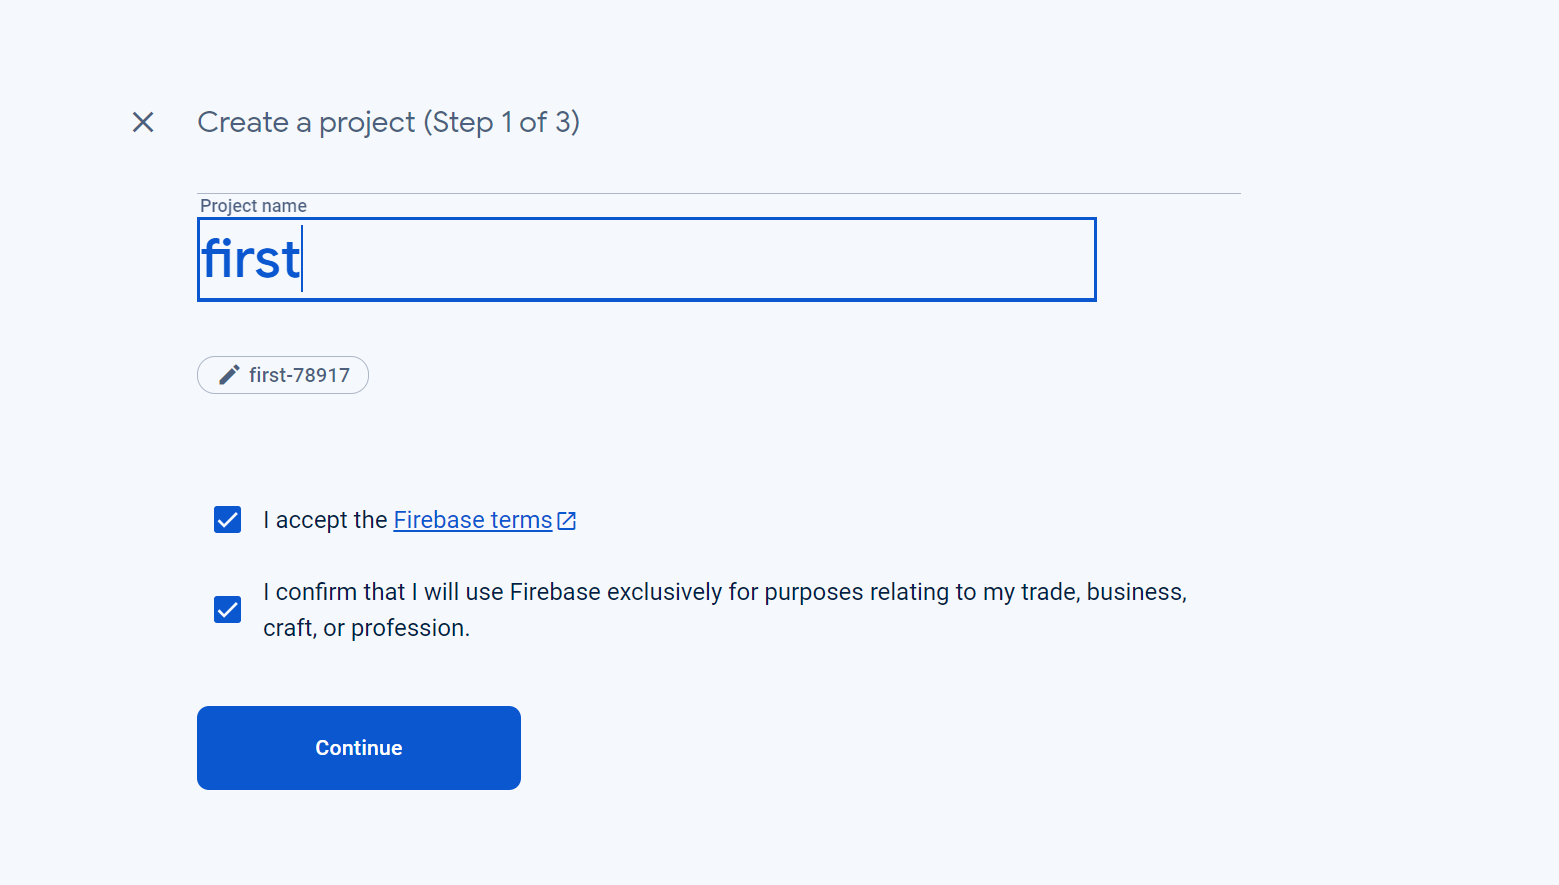 Create a project (Step 1 of 3)
Project name
first
first-78917
I accept the Firebase terms
I confirm that I will use Firebase exclusively for purposes relating to my trade, business,
craft, or profession.
Continue